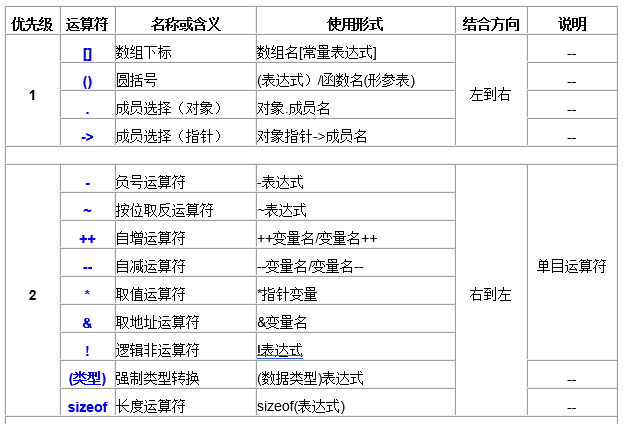 优先级 运算符 名称或含义 使用形式 结合方向 说明
1 [] 数组下标 数组名[常量表达式] 左到右 --
() 圆括号 (表达式）/函数名(形参表) --
. 成员选择（对象） 对象.成员名 --
-> 成员选择（指针） 对象指针->成员名 --
2 - 负号运算符 -表达式 右到左 单目运算符
~ 按位取反运算符 ~表达式
++ 自增运算符 ++变量名/变量名++
-- 自减运算符 --变量名/变量名--
* 取值运算符 *指针变量
& 取地址运算符 &变量名
! 逻辑非运算符 !表达式
(类型) 强制类型转换 (数据类型)表达式 --
sizeof 长度运算符 sizeof(表达式) --